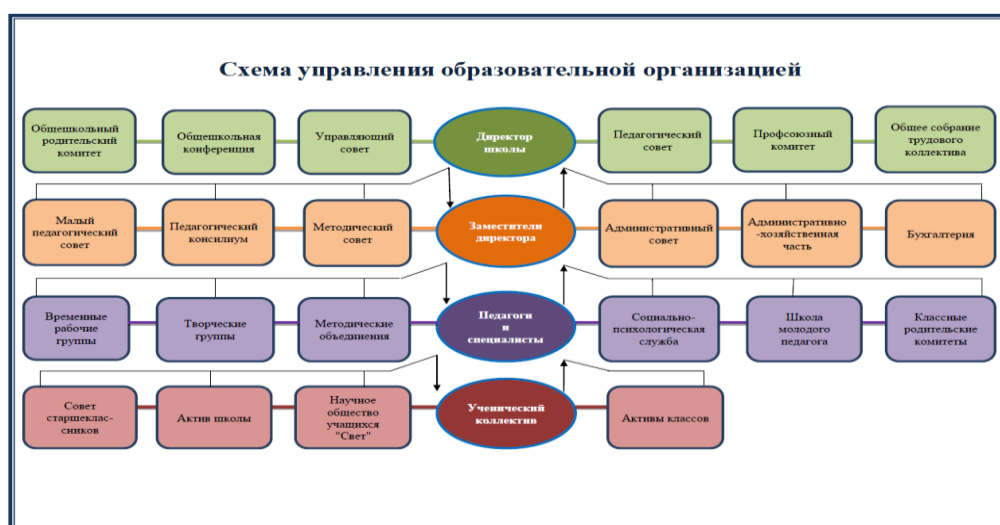 Схема управления образовательной организацией
Общешкольный
родительский
комитет
Общешкольная
конференция
Управляющий
совет
Директор
школы
Педагогический
совет
Профсоюзный
комитет
Общее собрание
трудового
коллектива
Малый
педагогический
совет
Педагогический
консилиум
Методический
совет
Заместители
директора
Административный
совет
Административно
-хозяйственная
часть
Бухгалтерия
Временные
рабочие
группы
Творческие
группы
Методические
объединения
Педагоги
и
специалисты
Социально-
психологическая
служба
Школа
молодого
педагога
Классные
родительские
комитеты
Совет
старшеклас-
сников
Актив школы
Научное
общество
учащихся
"Свет"
Ученический
коллектив
Активы классов